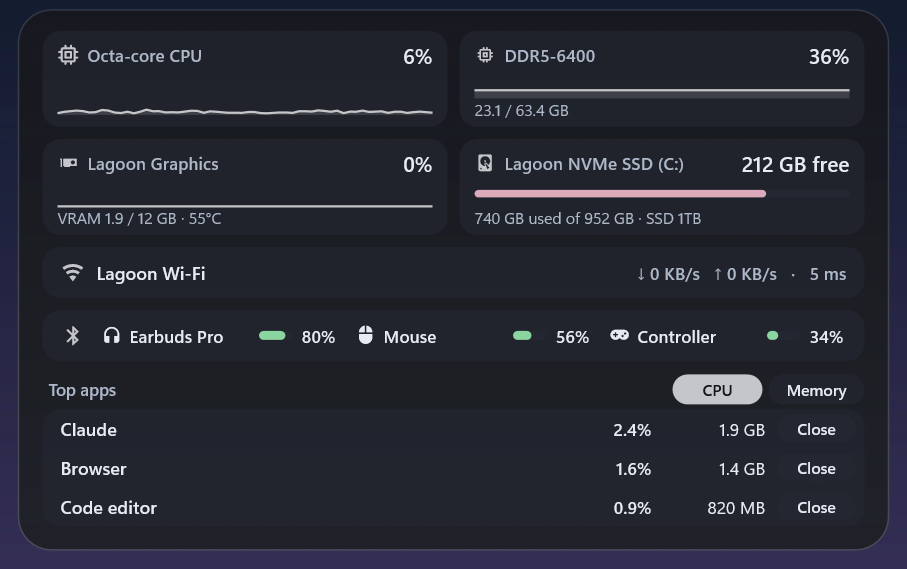 Octa-core CPU 6%
DDR5-6400 36%
23.1 / 63.4 GB
Lagoon Graphics 0%
VRAM 1.9 / 12 GB · 55°C
Lagoon NVMe SSD (C:) 212 GB free
740 GB used of 952 GB · SSD 1TB
Lagoon Wi-Fi ↓ 0 KB/s ↑ 0 KB/s · 5 ms
Earbuds Pro 80% Mouse 56% Controller 34%
Top apps CPU Memory
Claude 2.4% 1.9 GB Close
Browser 1.6% 1.4 GB Close
Code editor 0.9% 820 MB Close